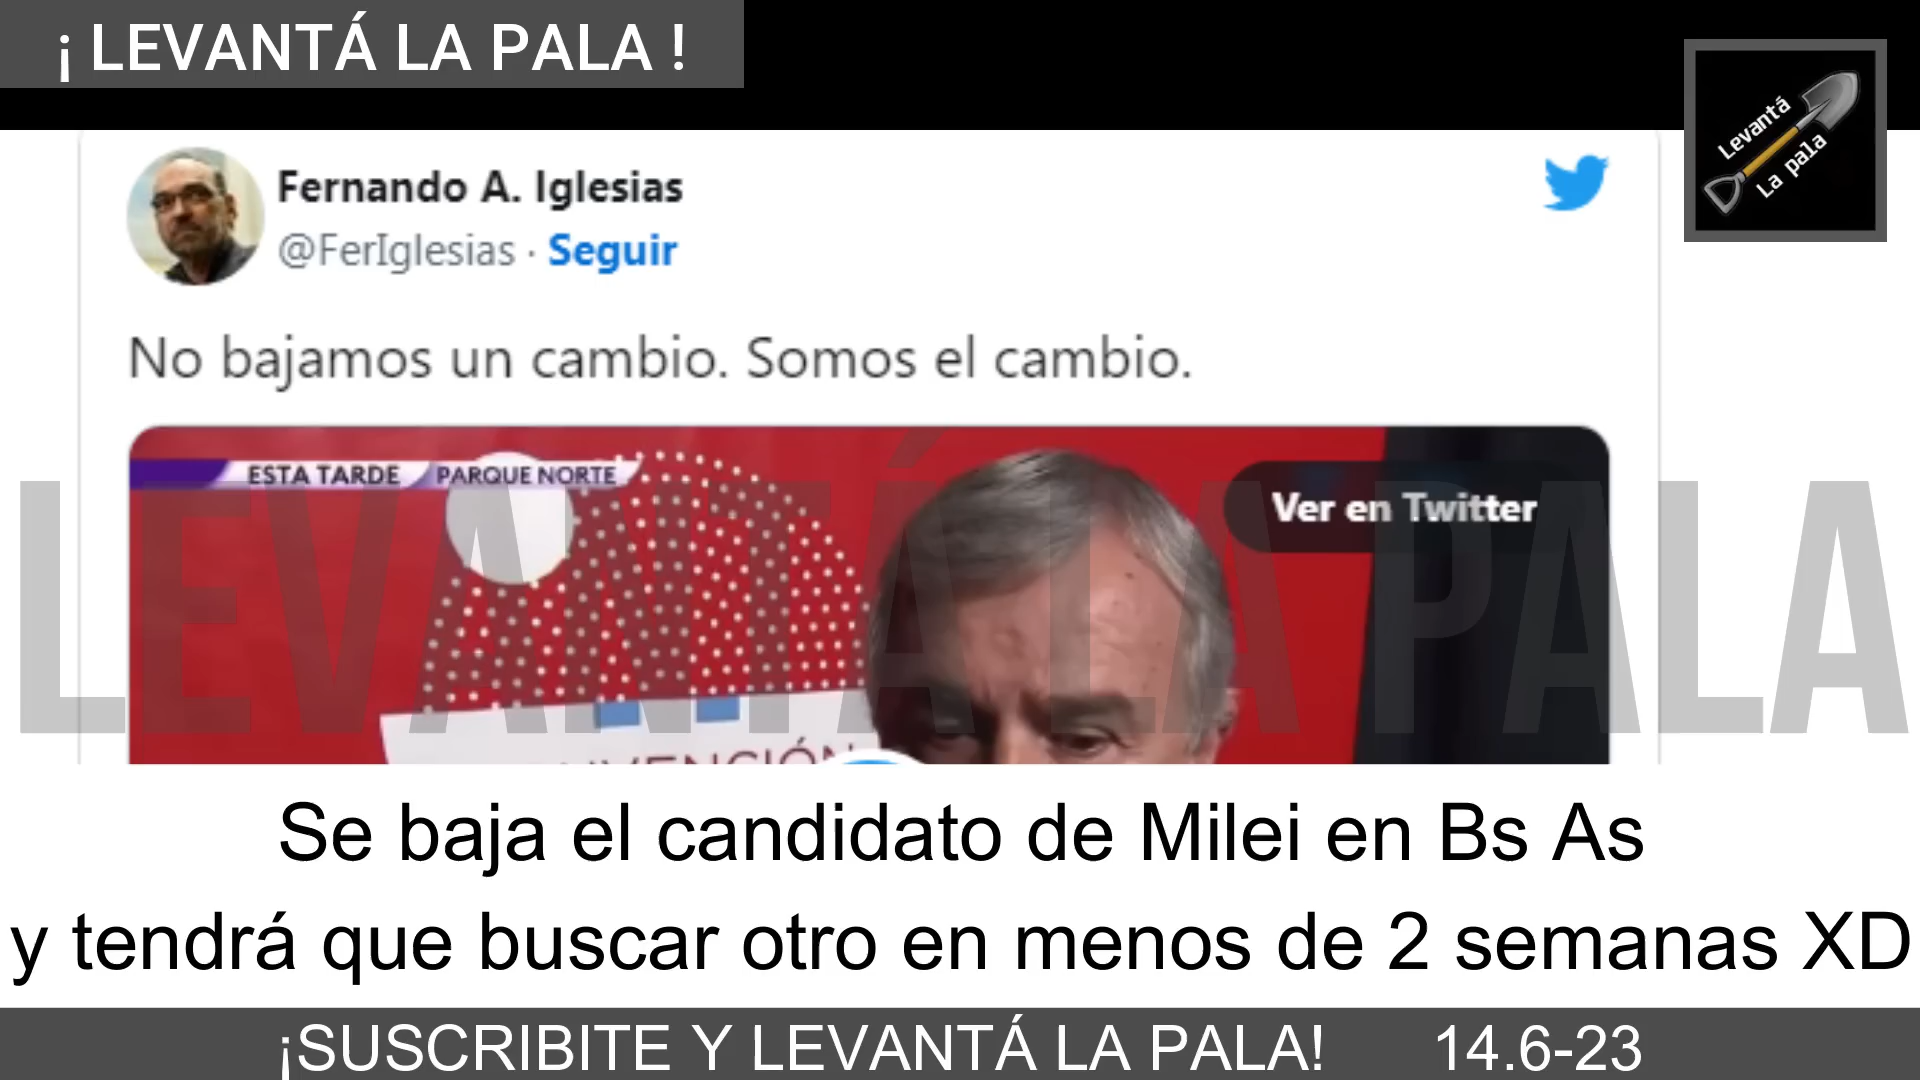 ¡ LEVANTÁ LA PALA !
Levantá
La pala
Fernando A. Iglesias
@FerIglesias · Seguir
No bajamos un cambio. Somos el cambio.
ESTA TARDE PARQUE NORTE
Ver en Twitter
LEVANTÁ LA PALA
Se baja el candidato de Milei en Bs As
y tendrá que buscar otro en menos de 2 semanas XD
¡SUSCRIBITE Y LEVANTÁ LA PALA! 14.6-23